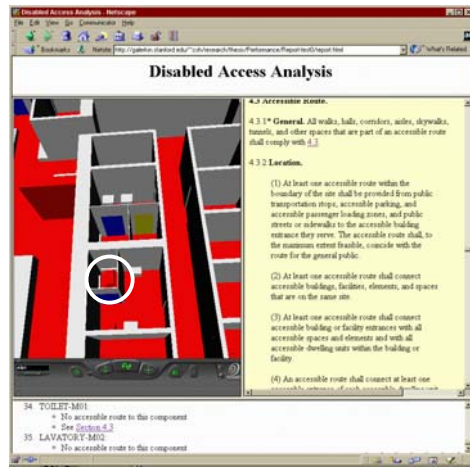 Disabled Access Analysis - Netscape
File Edit View Go Communicator Help
Bookmarks Netsite: What's Related
Disabled Access Analysis
4.3 Accessible Route.
4.3.1* General. All walks, halls, corridors, aisles, skywalks,
tunnels, and other spaces that are part of an accessible route
shall comply with 4.3
4.3.2 Location.
(1) At least one accessible route within the
boundary of the site shall be provided from public
transportation stops, accessible parking, and
accessible passenger loading zones, and public
streets or sidewalks to the accessible building
entrance they serve. The accessible route shall, to
the maximum extent feasible, coincide with the
route for the general public.
(2) At least one accessible route shall connect
accessible buildings, facilities, elements, and spaces
that are on the same site.
(3) At least one accessible route shall connect
accessible building or facility entrances with all
accessible spaces and elements and with all
accessible dwelling units within the building or
facility.
(4) An accessible route shall connect at least one
accessible entrance of each accessible dwelling unit
34. TOILET-M01:
No accessible route to this component
See Section 4.3
35. LAVATORY-M02:
No accessible route to this component